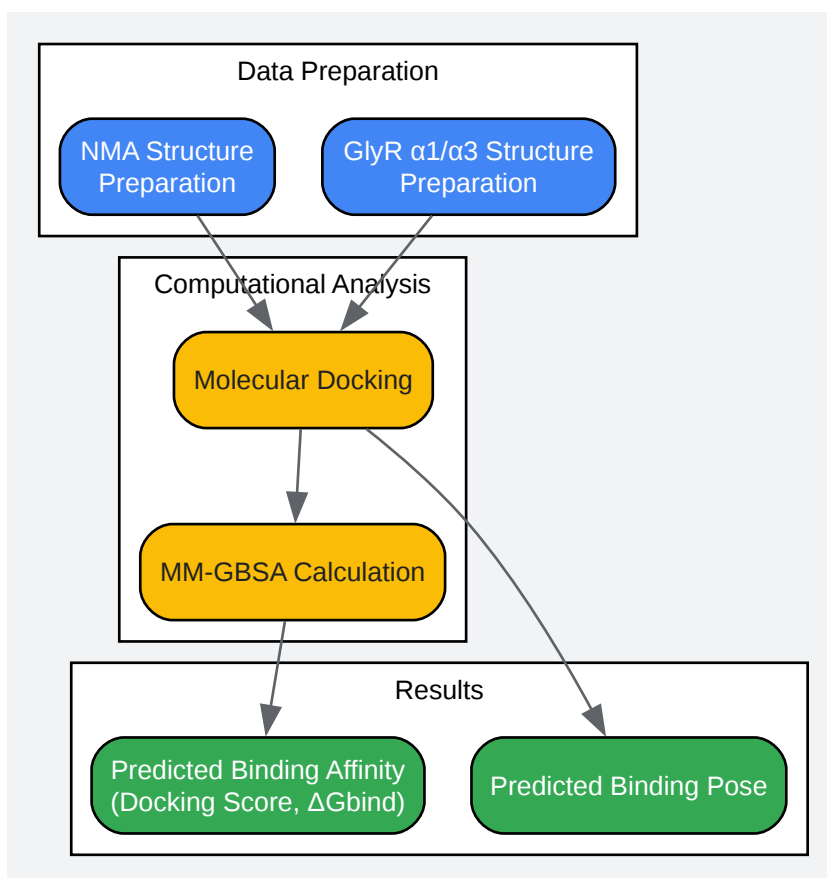 Data Preparation
NMA Structure
Preparation
GlyR α1/α3 Structure
Preparation
Computational Analysis
Molecular Docking
MM-GBSA Calculation
Results
Predicted Binding Affinity
(Docking Score, ΔGbind)
Predicted Binding Pose